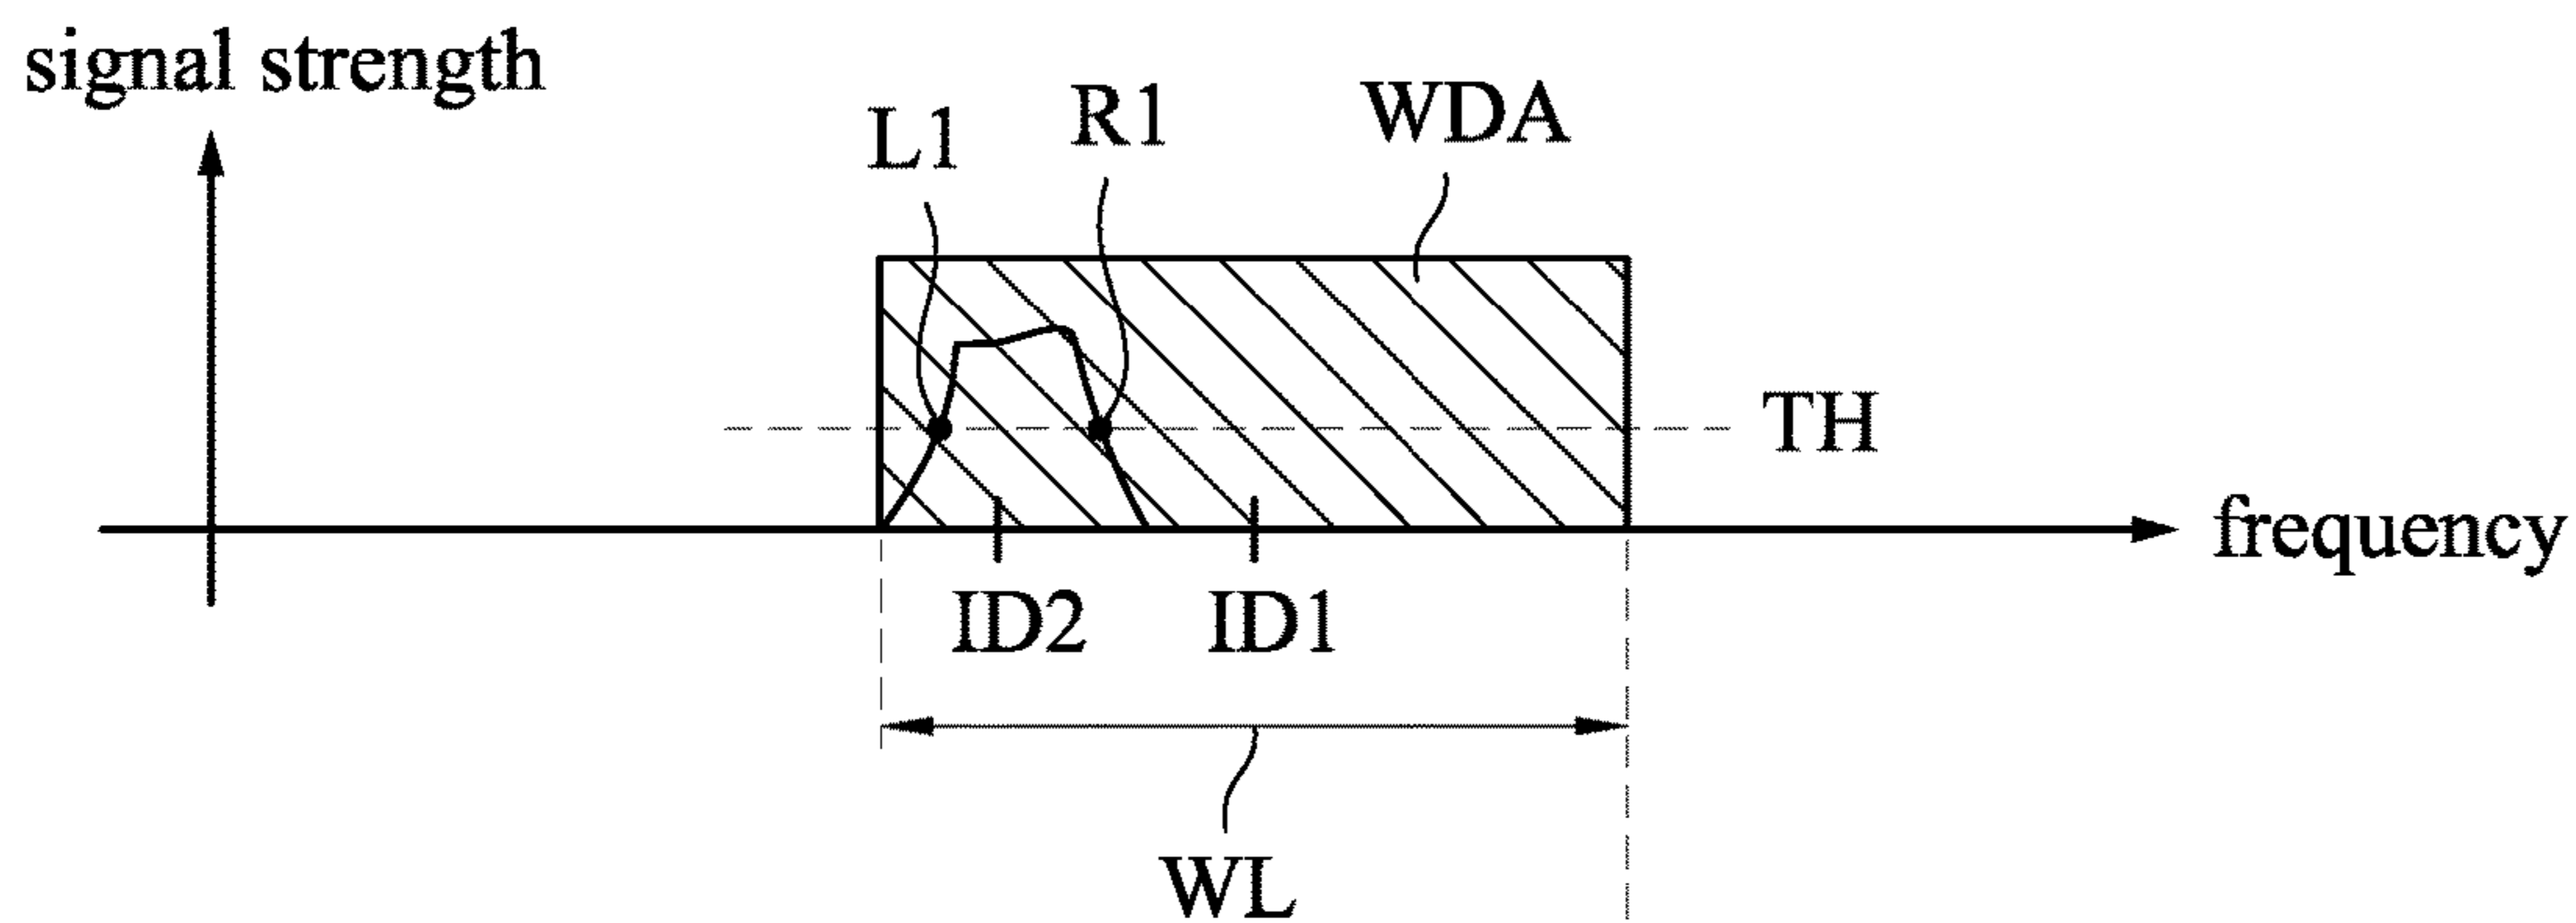 signal strength
L1
R1
WDA
TH
frequency
ID2
ID1
WL